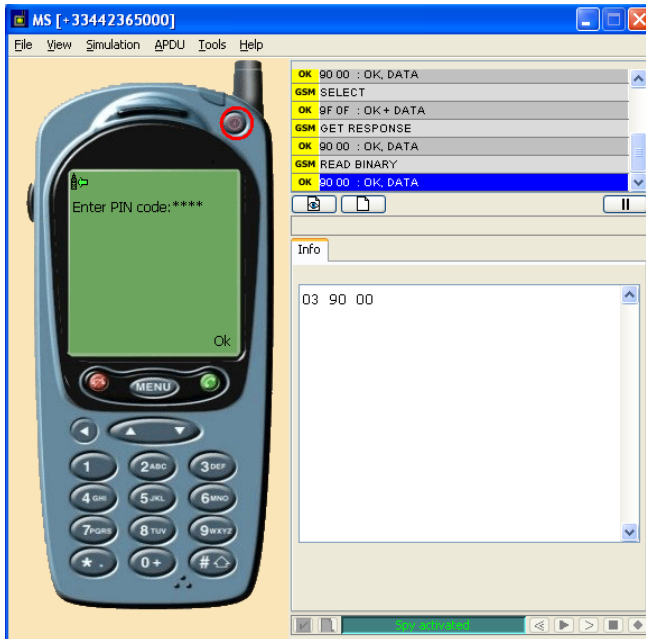 MS [+33442365000]
File View Simulation APDU Tools Help
OK 90 00 : OK, DATA
GSM SELECT
OK 9F 0F : OK + DATA
GSM GET RESPONSE
OK 90 00 : OK, DATA
GSM READ BINARY
OK 90 00 : OK, DATA
Info
03 90 00
Enter PIN code:****
Ok
MENU
1 2ABC 3DEF
4GHI 5JKL 6MNO
7PQRS 8TUV 9WXYZ
* . 0 + #
Spy activated